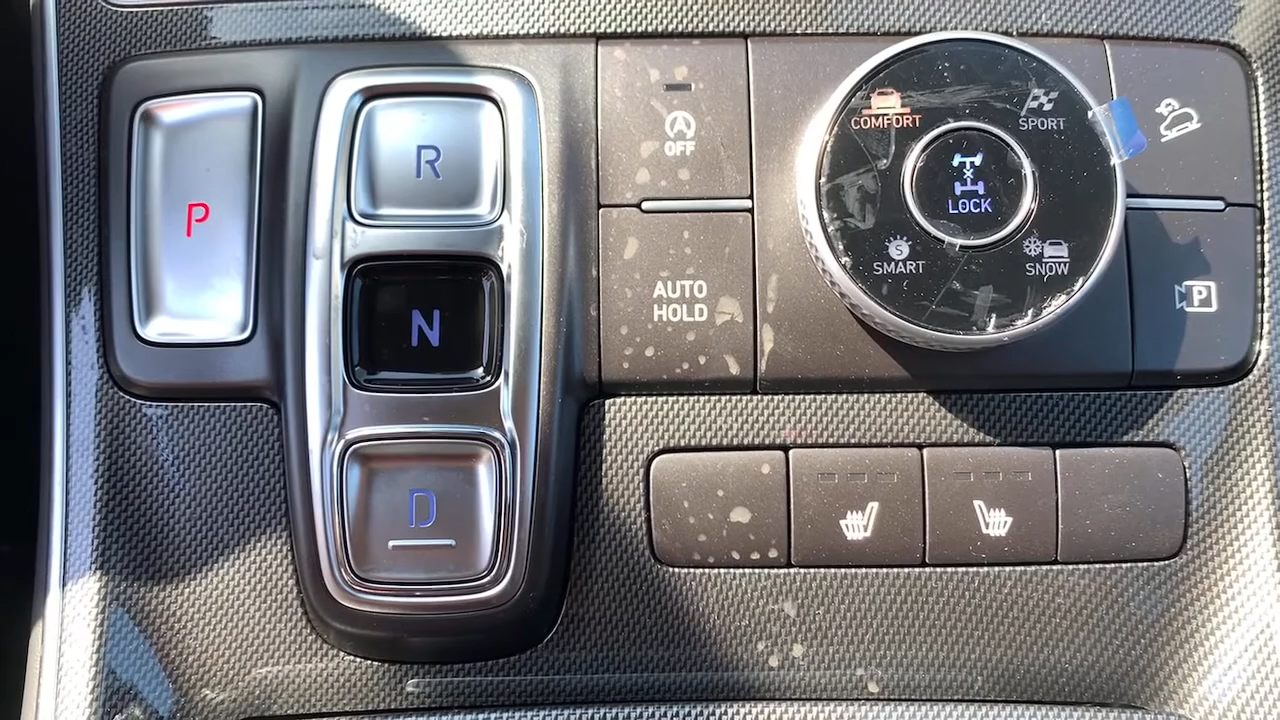 P
R
N
D
A
OFF
AUTO
HOLD
COMFORT
SPORT
LOCK
S
SMART
SNOW
P